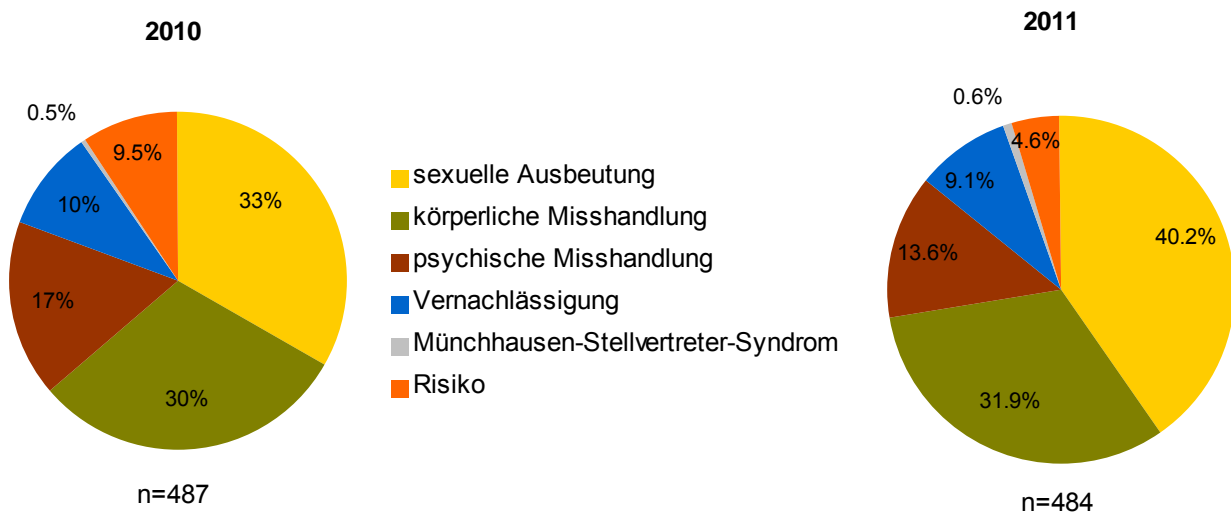 2010
0.5%
9.5%
33%
10%
17%
30%
n=487
sexuelle Ausbeutung
körperliche Misshandlung
psychische Misshandlung
Vernachlässigung
Münchhausen-Stellvertreter-Syndrom
Risiko
2011
0.6%
4.6%
9.1%
40.2%
13.6%
31.9%
n=484